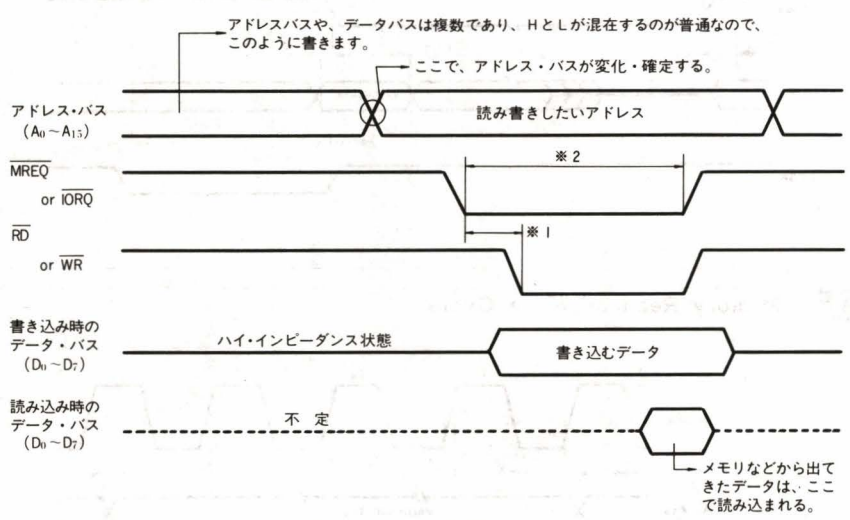 アドレスバスや、データバスは複数であり、HとLが混在するのが普通なので、
このように書きます。
ここで、アドレス・バスが変化・確定する。
アドレス・バス
(A0~A15)
読み書きしたいアドレス
MREQ
or IORQ
※2
※1
RD
or WR
書き込み時の
データ・バス
(D0~D7)
ハイ・インピーダンス状態
書き込むデータ
読み込み時の
データ・バス
(D0~D7)
不 定
メモリなどから出て
きたデータは、ここ
で読み込まれる。